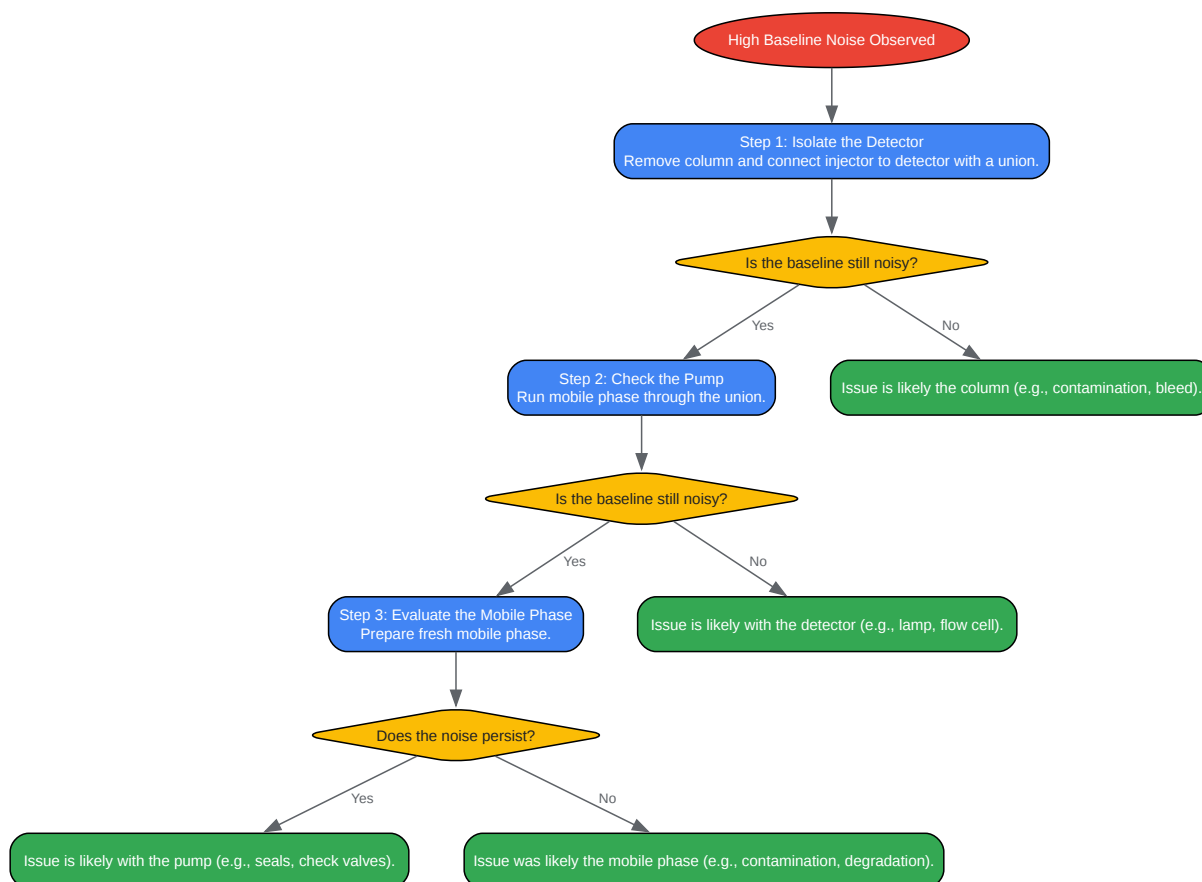 High Baseline Noise Observed
Step 1: Isolate the Detector
Remove column and connect injector to detector with a union.
Is the baseline still noisy?
Yes
No
Step 2: Check the Pump
Run mobile phase through the union.
Issue is likely the column (e.g., contamination, bleed).
Is the baseline still noisy?
Yes
No
Step 3: Evaluate the Mobile Phase
Prepare fresh mobile phase.
Issue is likely with the detector (e.g., lamp, flow cell).
Does the noise persist?
Yes
No
Issue is likely with the pump (e.g., seals, check valves).
Issue was likely the mobile phase (e.g., contamination, degradation).